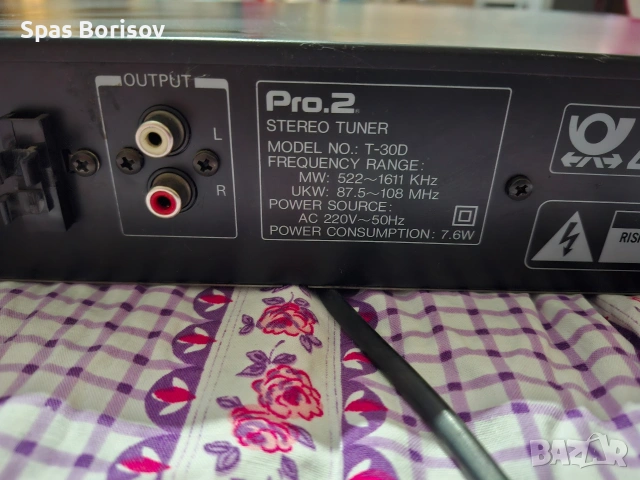 Spas Borisov
OUTPUT
L
R
Pro.2
STEREO TUNER
MODEL NO.: T-30D
FREQUENCY RANGE:
MW: 522~1611 KHz
UKW: 87.5~108 MHz
POWER SOURCE:
AC 220V~50Hz
POWER CONSUMPTION: 7.6W
RIS
BAZAR